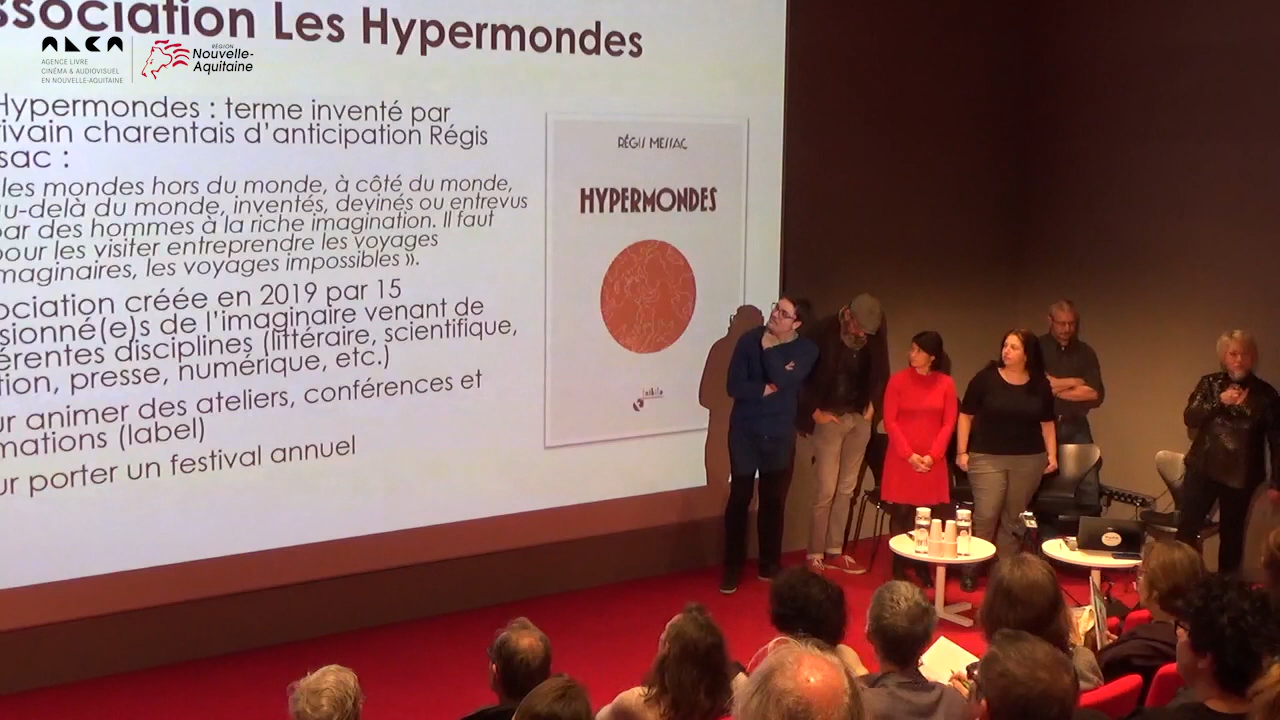 ssociation Les Hypermondes
ALCA
AGENCE LIVRE
CINÉMA & AUDIOVISUEL
EN NOUVELLE-AQUITAINE
RÉGION
Nouvelle-
Aquitaine
Hypermondes : terme inventé par
rivain charentais d'anticipation Régis
sac :
les mondes hors du monde, à côté du monde,
u-delà du monde, inventés, devinés ou entrevus
par des hommes à la riche imagination. Il faut
pour les visiter entreprendre les voyages
maginaires, les voyages impossibles ».
ociation créée en 2019 par 15
sionné(e)s de l'imaginaire venant de
érentes disciplines (littéraire, scientifique,
tion, presse, numérique, etc.)
ur animer des ateliers, conférences et
mations (label)
ur porter un festival annuel
RÉGIS MESSAC
HYPERMONDES